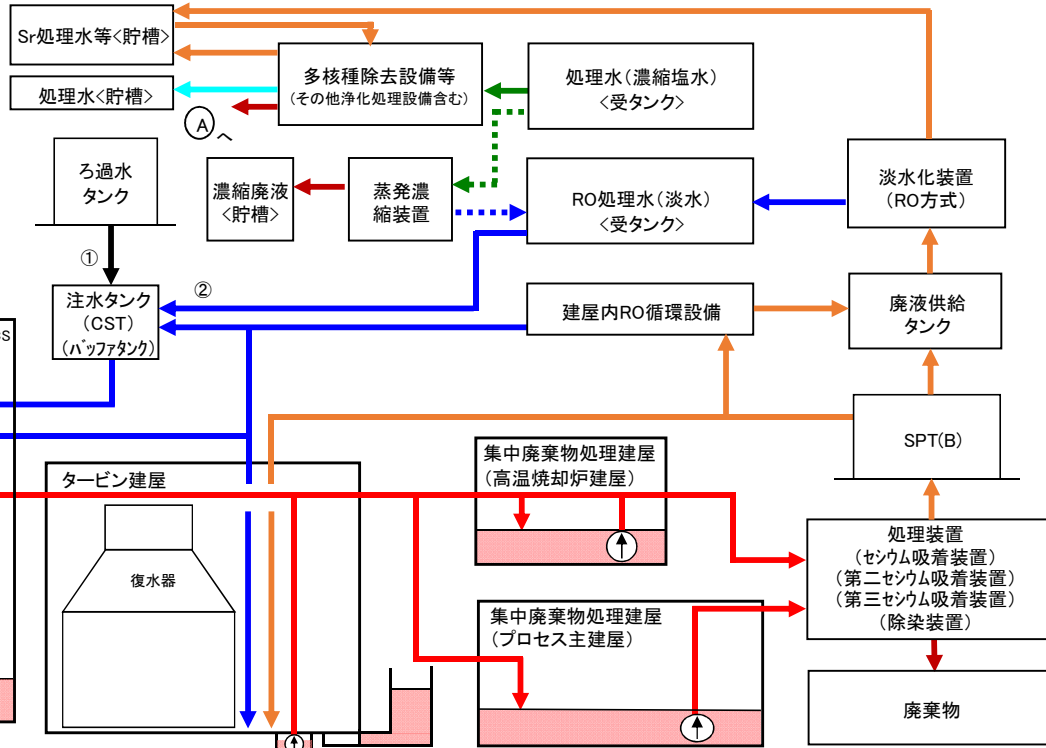 Sr処理水等<貯槽>
処理水<貯槽>
多核種除去設備等
(その他浄化処理設備含む)
処理水(濃縮塩水)
<受タンク>
Aへ
ろ過水
タンク
濃縮廃液
<貯槽>
蒸発濃
縮装置
RO処理水(淡水)
<受タンク>
淡水化装置
(RO方式)
①
②
注水タンク
(CST)
(バッファタンク)
建屋内RO循環設備
廃液供給
タンク
CS
SPT(B)
タービン建屋
復水器
集中廃棄物処理建屋
(高温焼却炉建屋)
集中廃棄物処理建屋
(プロセス主建屋)
処理装置
(セシウム吸着装置)
(第二セシウム吸着装置)
(第三セシウム吸着装置)
(除染装置)
廃棄物